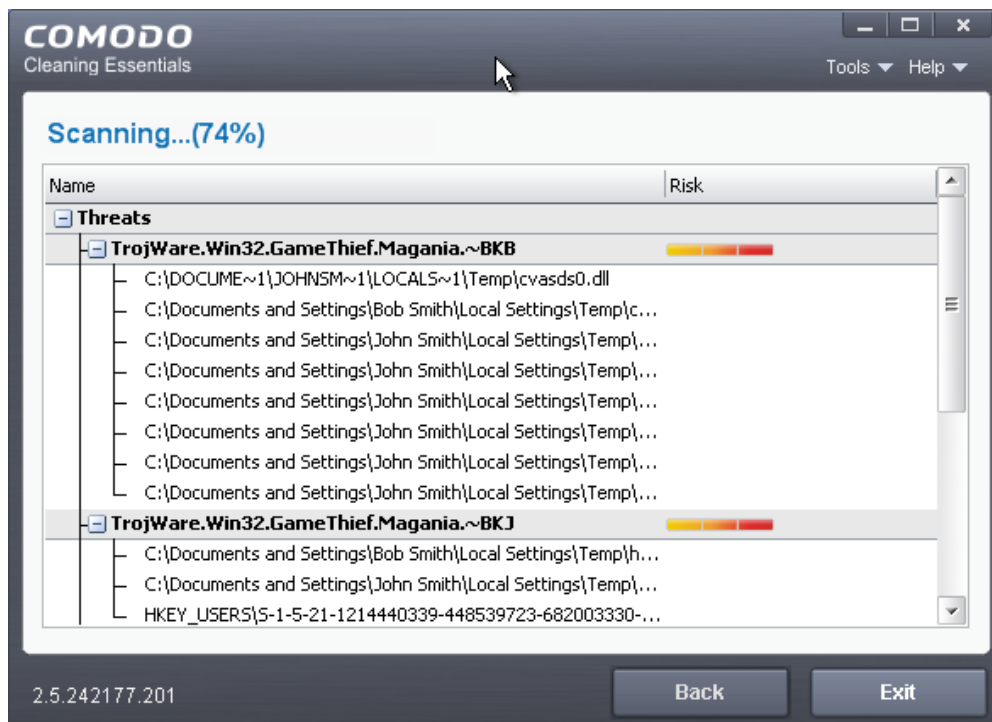 COMODO
Cleaning Essentials
Tools Help
Scanning...(74%)
Name Risk
Threats
TrojWare.Win32.GameThief.Magania.~BKB
C:\DOCUME~1\JOHNSM~1\LOCALS~1\Temp\cvasds0.dll
C:\Documents and Settings\Bob Smith\Local Settings\Temp\c...
C:\Documents and Settings\John Smith\Local Settings\Temp\...
C:\Documents and Settings\John Smith\Local Settings\Temp\...
C:\Documents and Settings\John Smith\Local Settings\Temp\...
C:\Documents and Settings\John Smith\Local Settings\Temp\...
C:\Documents and Settings\John Smith\Local Settings\Temp\...
C:\Documents and Settings\John Smith\Local Settings\Temp\...
TrojWare.Win32.GameThief.Magania.~BKJ
C:\Documents and Settings\Bob Smith\Local Settings\Temp\h...
C:\Documents and Settings\John Smith\Local Settings\Temp\...
HKEY_USERS\S-1-5-21-1214440339-448539723-682003330-...
2.5.242177.201 Back Exit